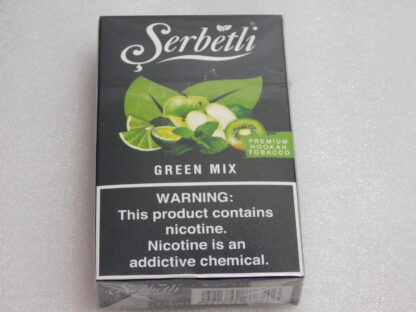 Şerbetli
PREMIUM
HOOKAH
TOBACCO
GREEN MIX
WARNING:
This product contains
nicotine.
Nicotine is an
addictive chemical.